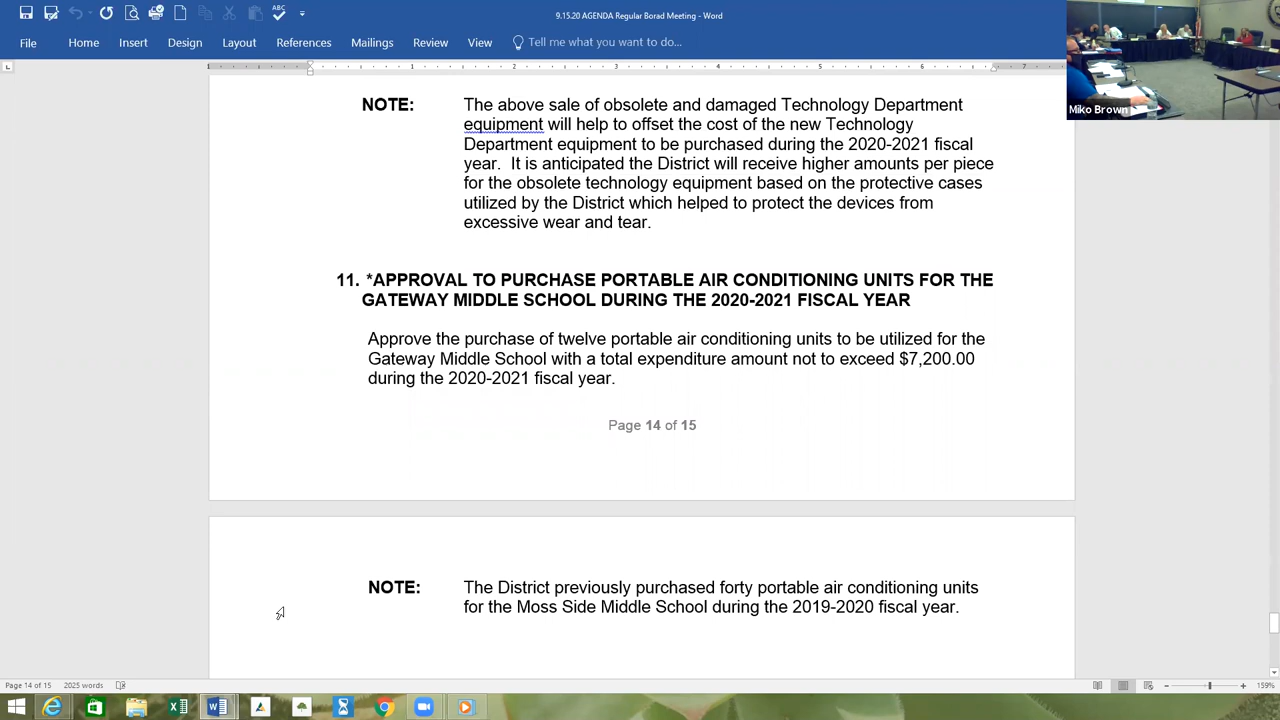 9.15.20 AGENDA Regular Borad Meeting - Word
File Home Insert Design Layout References Mailings Review View Tell me what you want to do...
Miko Brown
NOTE: The above sale of obsolete and damaged Technology Department
equipment will help to offset the cost of the new Technology
Department equipment to be purchased during the 2020-2021 fiscal
year. It is anticipated the District will receive higher amounts per piece
for the obsolete technology equipment based on the protective cases
utilized by the District which helped to protect the devices from
excessive wear and tear.
11. *APPROVAL TO PURCHASE PORTABLE AIR CONDITIONING UNITS FOR THE
GATEWAY MIDDLE SCHOOL DURING THE 2020-2021 FISCAL YEAR
Approve the purchase of twelve portable air conditioning units to be utilized for the
Gateway Middle School with a total expenditure amount not to exceed $7,200.00
during the 2020-2021 fiscal year.
Page 14 of 15
NOTE: The District previously purchased forty portable air conditioning units
for the Moss Side Middle School during the 2019-2020 fiscal year.
Page 14 of 15 2025 words 159%